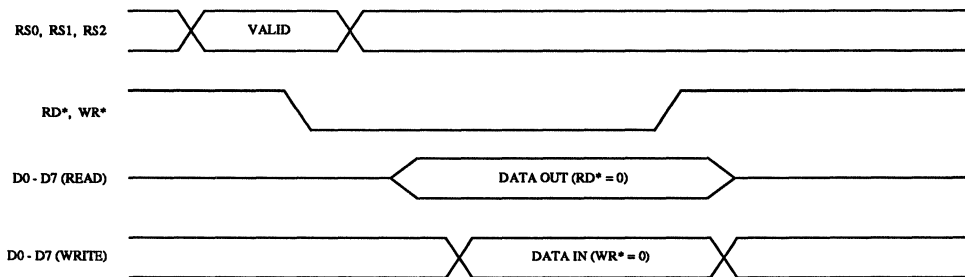 RS0, RS1, RS2
VALID
RD*, WR*
D0 - D7 (READ)
DATA OUT (RD* = 0)
D0 - D7 (WRITE)
DATA IN (WR* = 0)